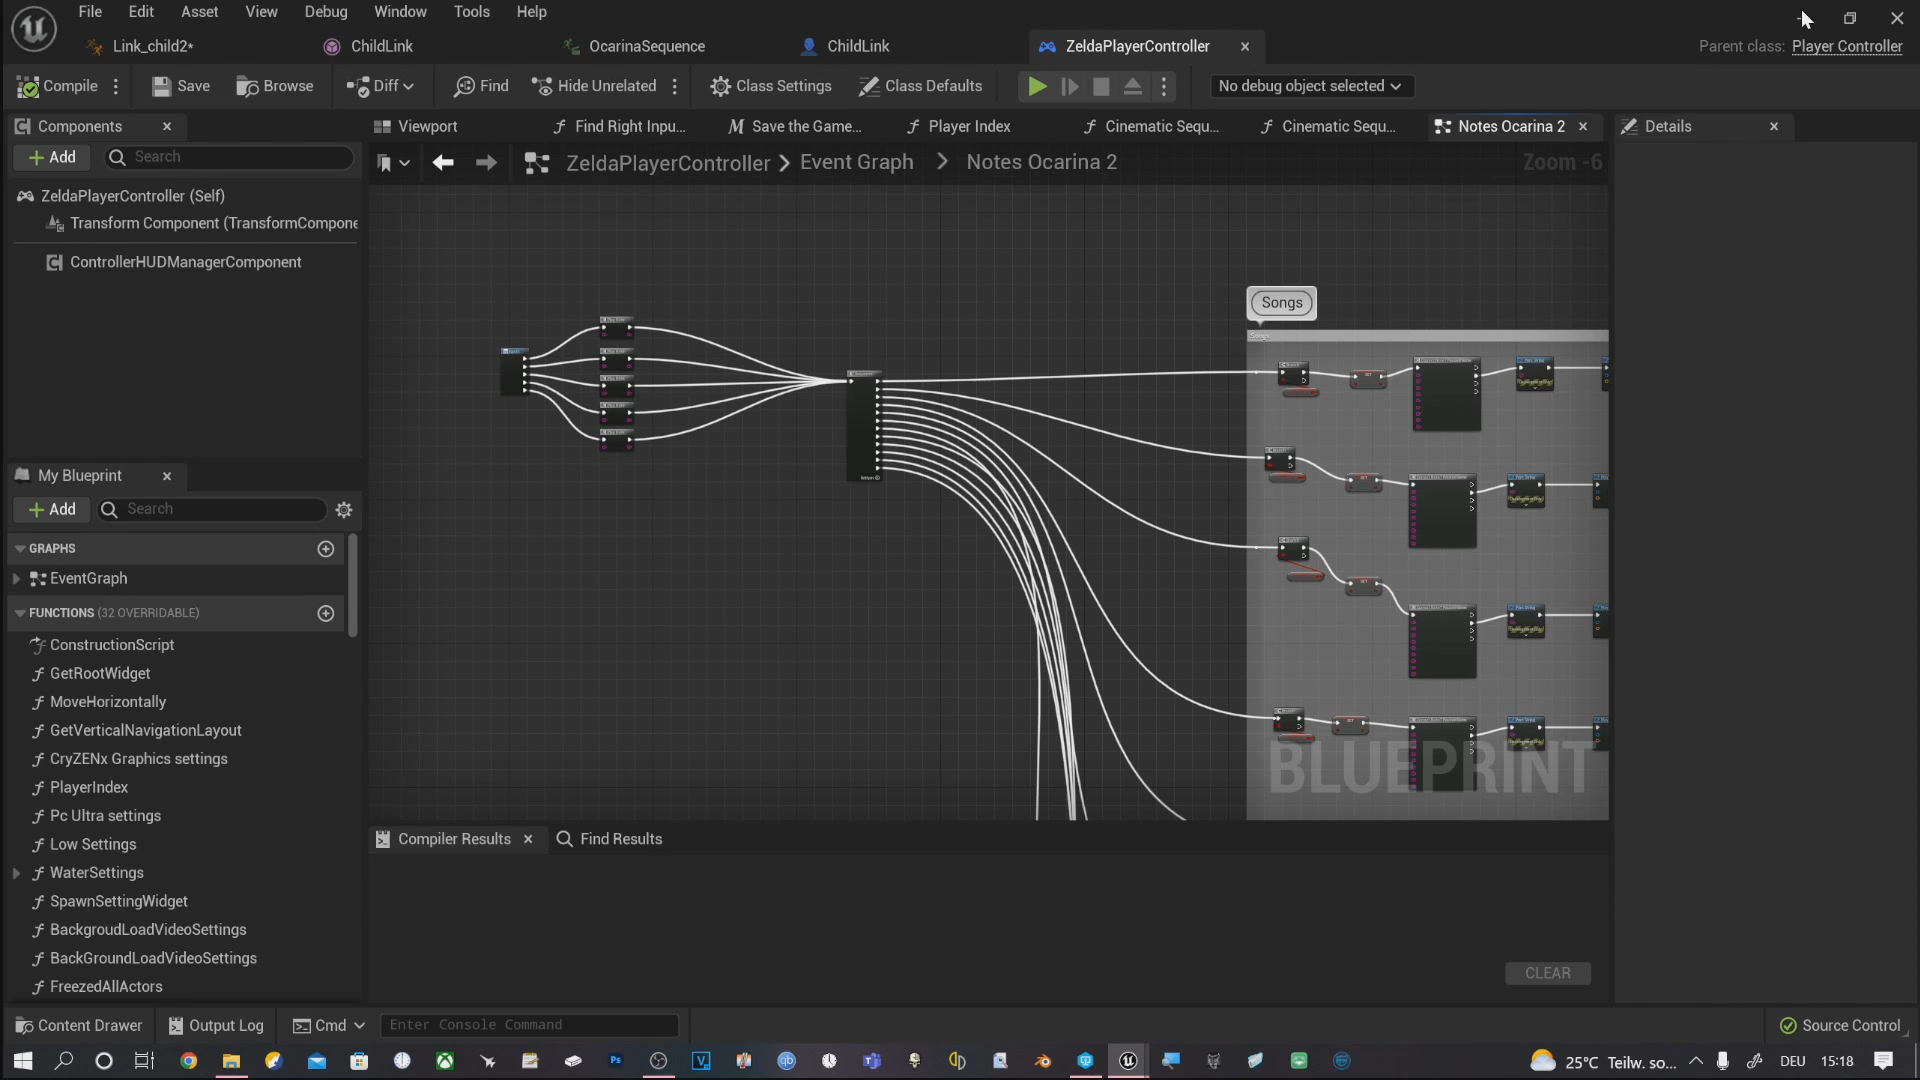 File Edit Asset View Debug Window Tools Help
Link_child2* ChildLink OcarinaSequence ChildLink ZeldaPlayerController
Parent class: Player Controller
Compile Save Browse Diff Find Hide Unrelated Class Settings Class Defaults No debug object selected
Components Viewport Find Right Inpu... Save the Game... Player Index Cinematic Sequ... Cinematic Sequ... Notes Ocarina 2 Details
+ Add Search
ZeldaPlayerController > Event Graph > Notes Ocarina 2
Zoom -6
ZeldaPlayerController (Self)
Transform Component (TransformCompone
ControllerHUDManagerComponent
Songs
My Blueprint
+ Add Search
GRAPHS
EventGraph
FUNCTIONS (32 OVERRIDABLE)
ConstructionScript
GetRootWidget
MoveHorizontally
GetVerticalNavigationLayout
CryZENx Graphics settings
PlayerIndex
Pc Ultra settings
Low Settings
WaterSettings
SpawnSettingWidget
BackgroudLoadVideoSettings
BackGroundLoadVideoSettings
FreezedAllActors
BLUEPRINT
Compiler Results Find Results
CLEAR
Content Drawer Output Log Cmd Enter Console Command Source Control
25°C Teilw. so... DEU 15:18